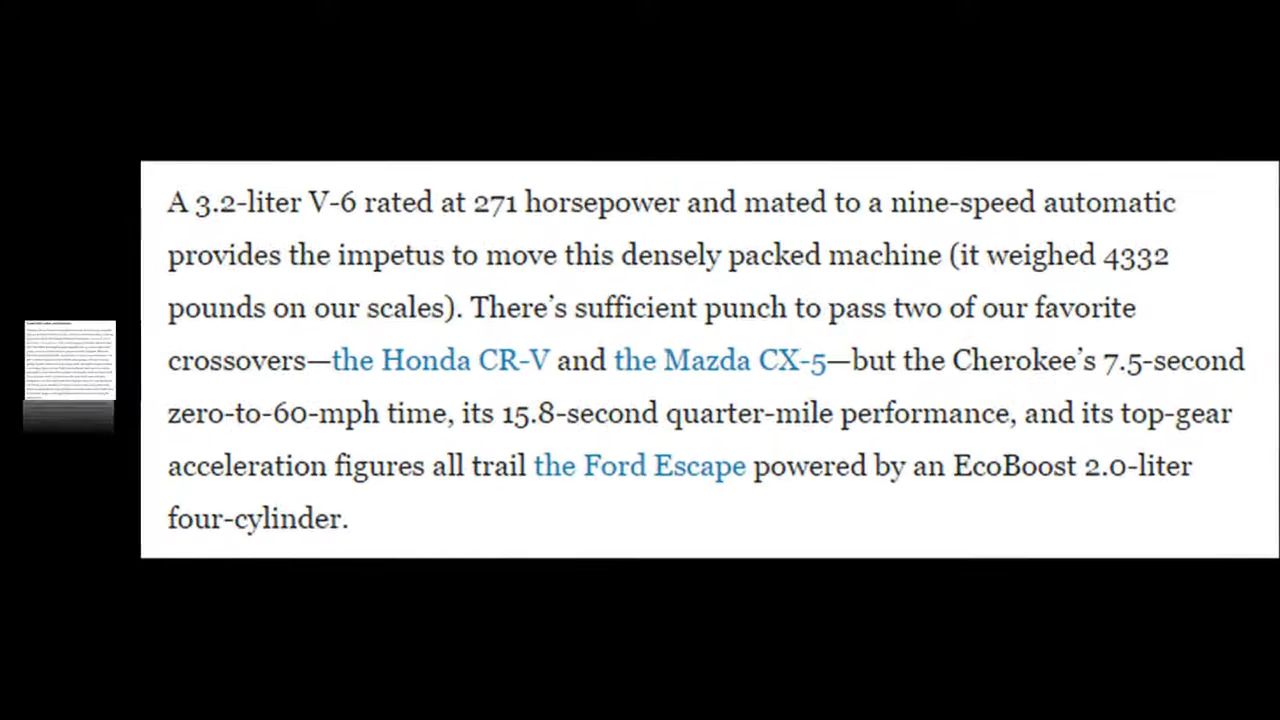 A 3.2-liter V-6 rated at 271 horsepower and mated to a nine-speed automatic
provides the impetus to move this densely packed machine (it weighed 4332
pounds on our scales). There’s sufficient punch to pass two of our favorite
crossovers—the Honda CR-V and the Mazda CX-5—but the Cherokee’s 7.5-second
zero-to-60-mph time, its 15.8-second quarter-mile performance, and its top-gear
acceleration figures all trail the Ford Escape powered by an EcoBoost 2.0-liter
four-cylinder.